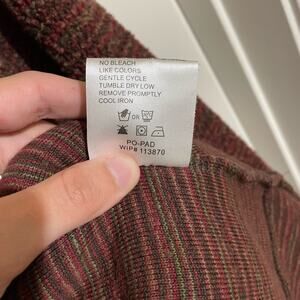 NO BLEACH
LIKE COLORS
GENTLE CYCLE
TUMBLE DRY LOW
REMOVE PROMPTLY
COOL IRON
OR
PO-PAD
WIP# 113870